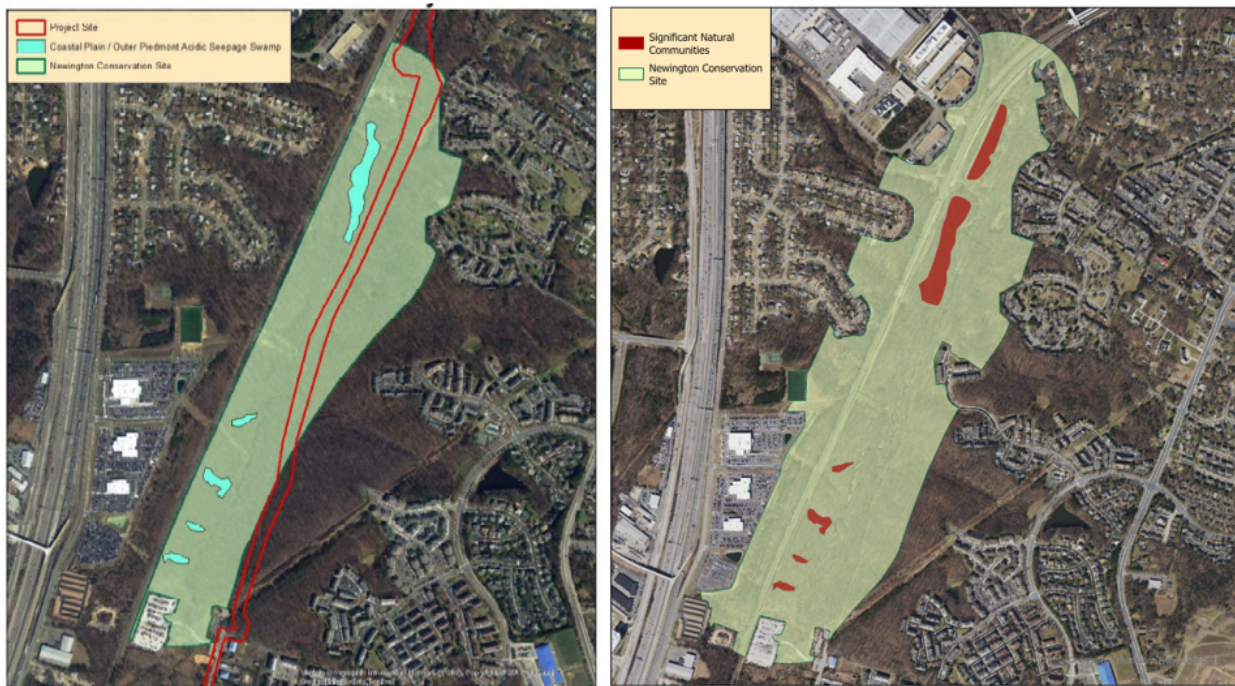 Project Site
Coastal Plain / Outer Piedmont Acidic Seepage Swamp
Newington Conservation Site
Significant Natural
Communities
Newington Conservation
Site